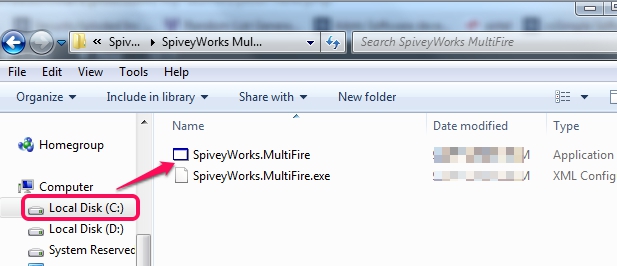 « Spiv... SpiveyWorks Mul... Search SpiveyWorks MultiFire
File Edit View Tools Help
Organize Include in library Share with New folder
Name Date modified Type
Homegroup
SpiveyWorks.MultiFire M Application
SpiveyWorks.MultiFire.exe M XML Config
Computer
Local Disk (C:)
Local Disk (D:)
System Reserved